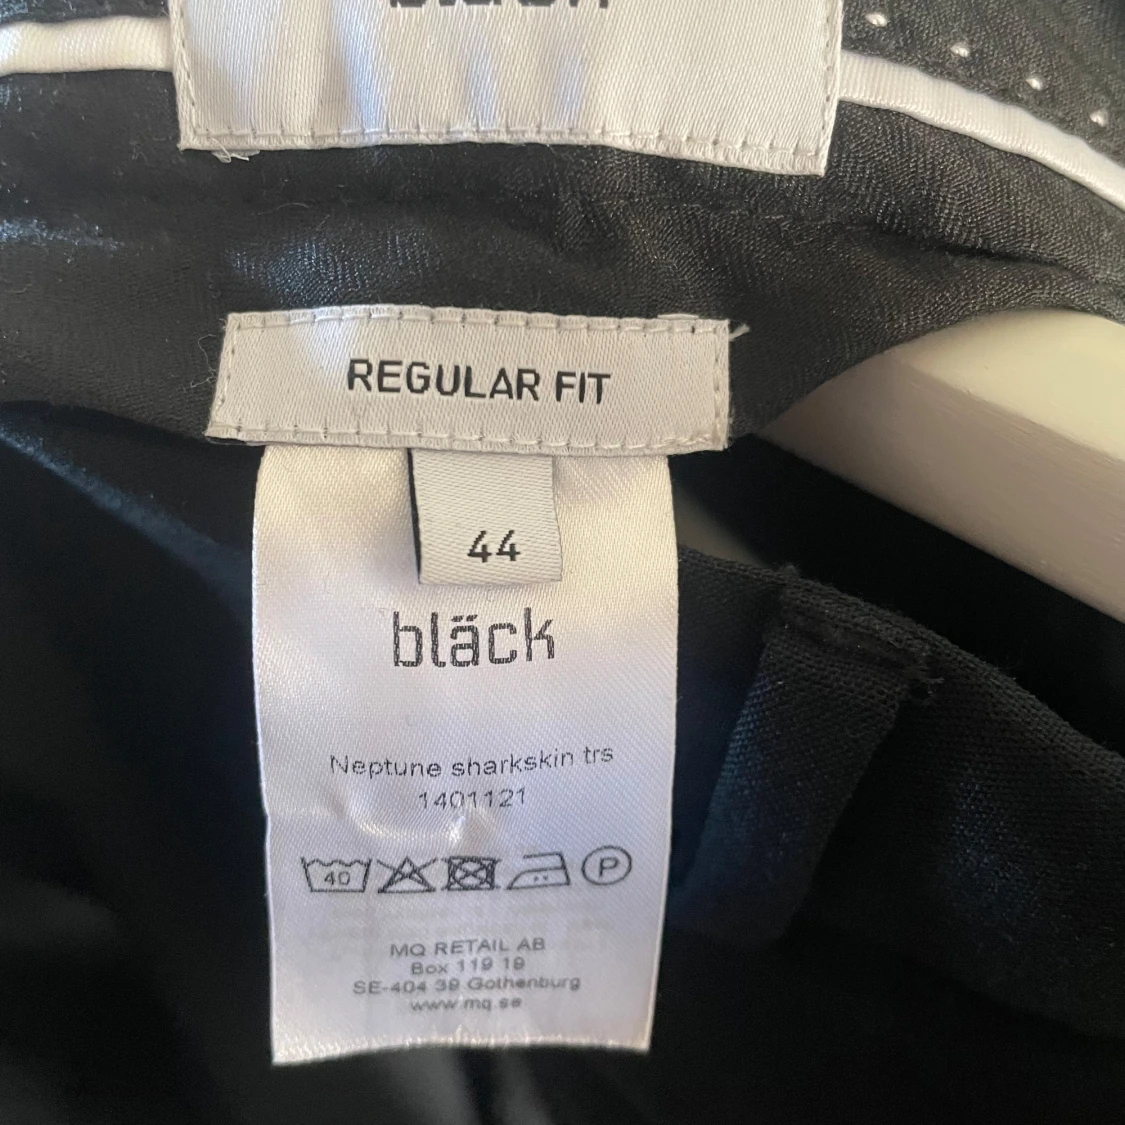 REGULAR FIT
44
bläck
Neptune sharkskin trs
1401121
40 P
MQ RETAIL AB
Box 119 19
SE-404 39 Gothenburg
www.mq.se